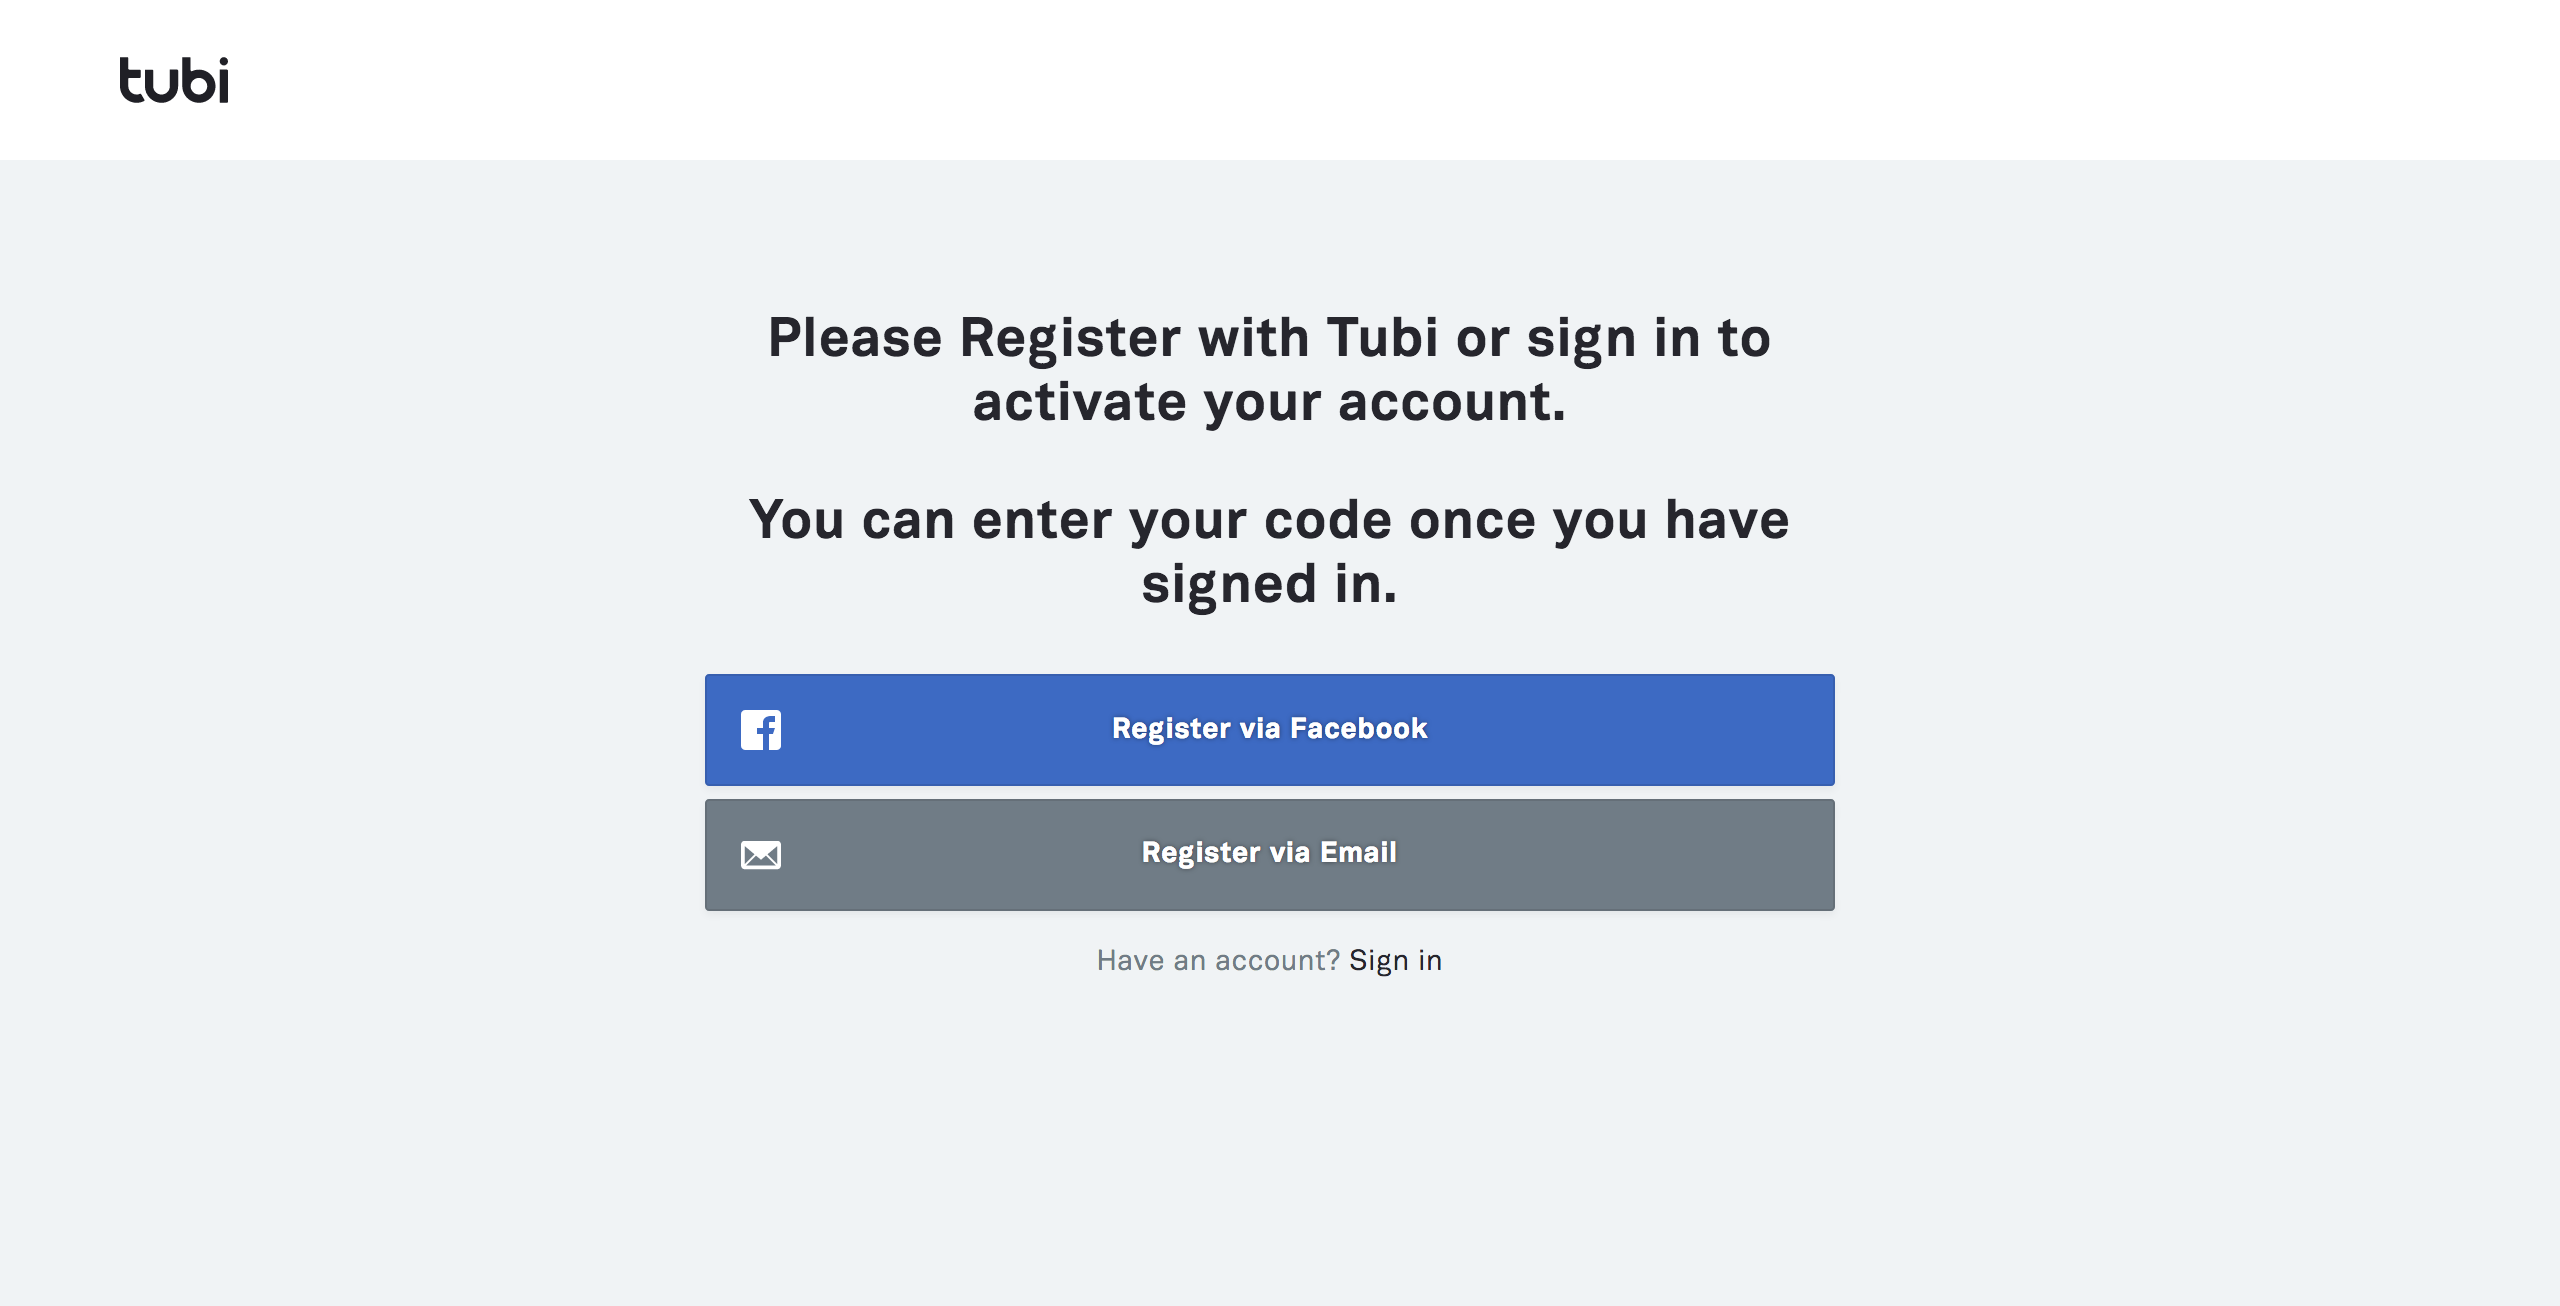 tubi
Please Register with Tubi or sign in to
activate your account.
You can enter your code once you have
signed in.
Register via Facebook
Register via Email
Have an account? Sign in